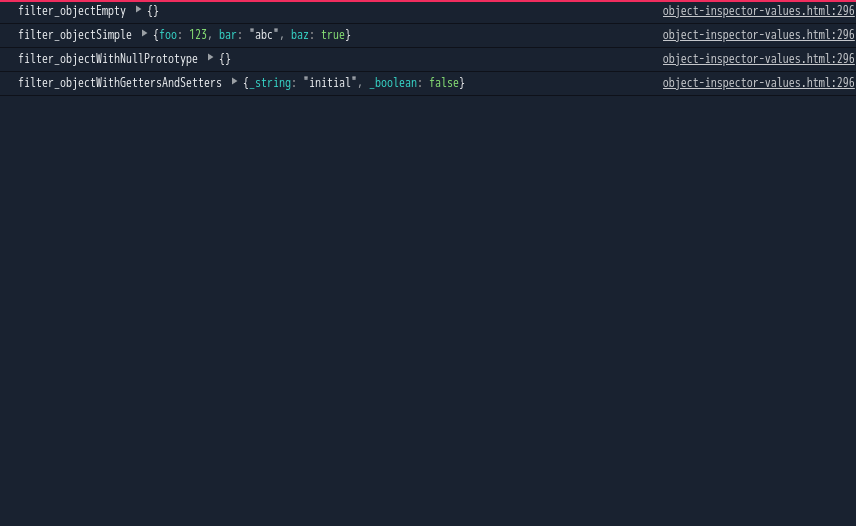 filter_objectEmpty {} object-inspector-values.html:296
filter_objectSimple {foo: 123, bar: "abc", baz: true} object-inspector-values.html:296
filter_objectWithNullPrototype {} object-inspector-values.html:296
filter_objectWithGettersAndSetters {_string: "initial", _boolean: false} object-inspector-values.html:296